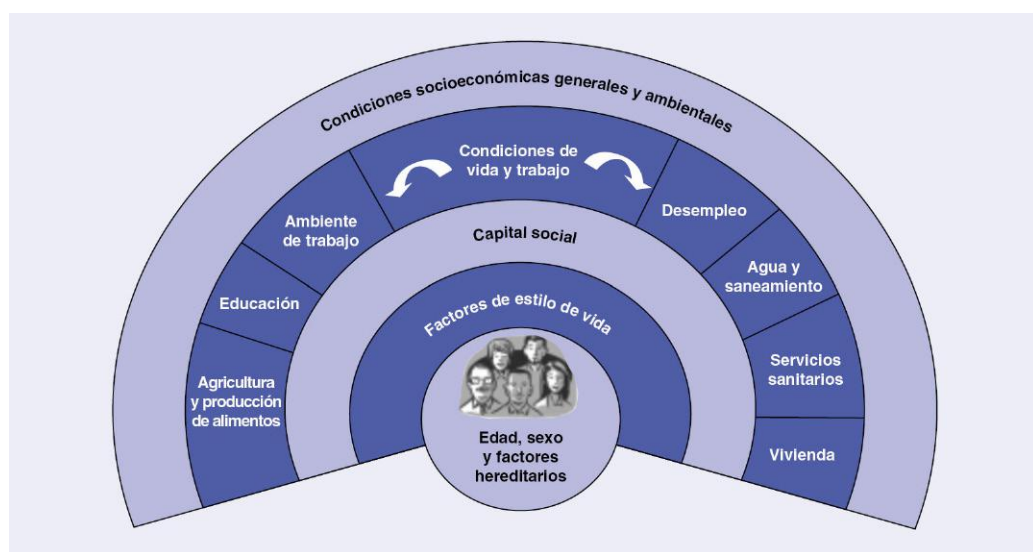 Condiciones socioeconómicas generales y ambientales
Condiciones de
vida y trabajo
Ambiente
de trabajo
Desempleo
Capital social
Educación
Agua y
saneamiento
Factores de estilo de vida
Agricultura
y producción
de alimentos
Servicios
sanitarios
Edad, sexo
y factores
hereditarios
Vivienda